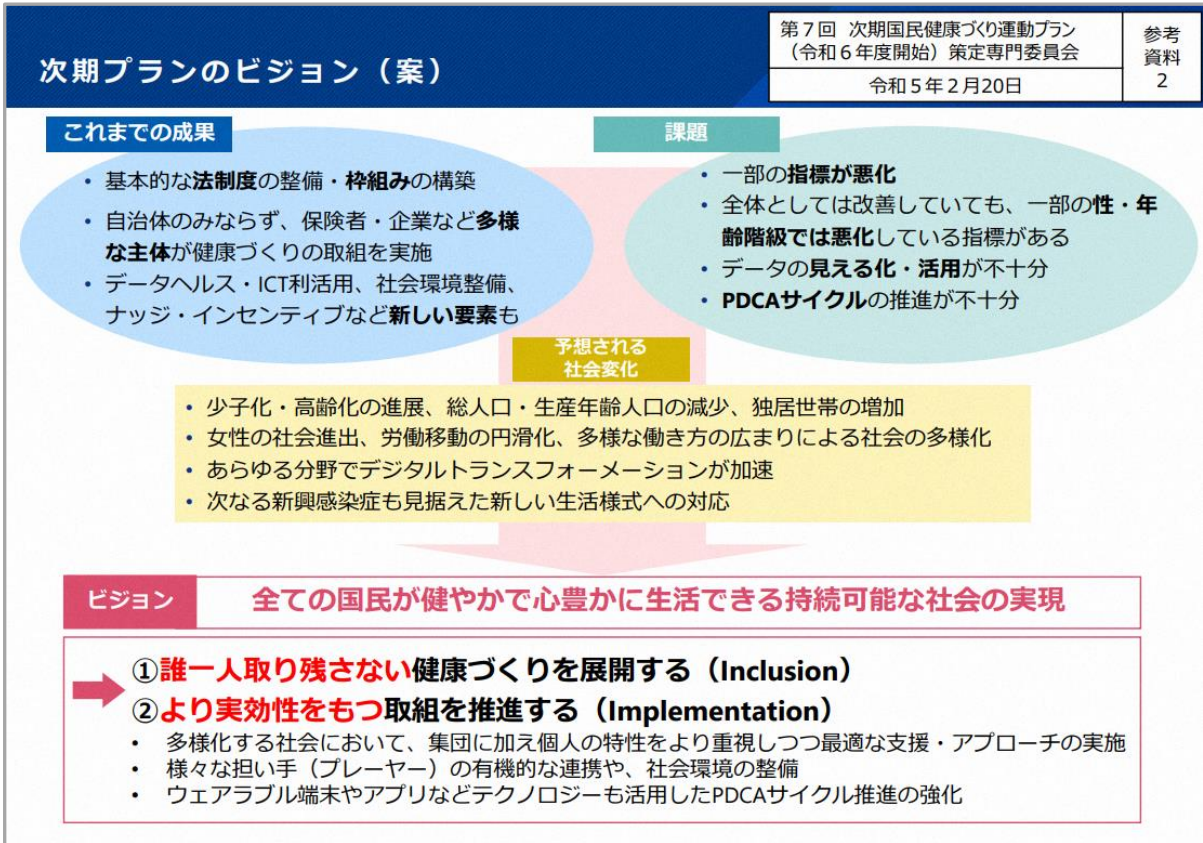 次期プランのビジョン（案）
第７回 次期国民健康づくり運動プラン
（令和６年度開始）策定専門委員会
令和５年２月20日
参考
資料
2
これまでの成果
• 基本的な法制度の整備・枠組みの構築
• 自治体のみならず、保険者・企業など多様
な主体が健康づくりの取組を実施
• データヘルス・ICT利活用、社会環境整備、
ナッジ・インセンティブなど新しい要素も
課題
• 一部の指標が悪化
• 全体としては改善していても、一部の性・年
齢階級では悪化している指標がある
• データの見える化・活用が不十分
• PDCAサイクルの推進が不十分
予想される
社会変化
• 少子化・高齢化の進展、総人口・生産年齢人口の減少、独居世帯の増加
• 女性の社会進出、労働移動の円滑化、多様な働き方の広まりによる社会の多様化
• あらゆる分野でデジタルトランスフォーメーションが加速
• 次なる新興感染症も見据えた新しい生活様式への対応
ビジョン
全ての国民が健やかで心豊かに生活できる持続可能な社会の実現
①誰一人取り残さない健康づくりを展開する（Inclusion）
②より実効性をもつ取組を推進する（Implementation）
• 多様化する社会において、集団に加え個人の特性をより重視しつつ最適な支援・アプローチの実施
• 様々な担い手（プレーヤー）の有機的な連携や、社会環境の整備
• ウェアラブル端末やアプリなどテクノロジーも活用したPDCAサイクル推進の強化